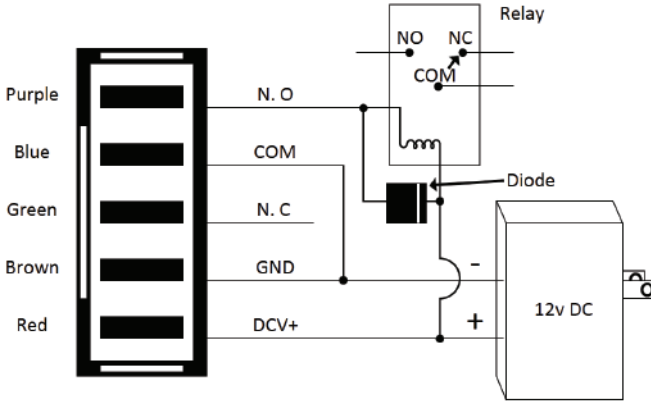 Relay
NO NC
COM
Purple N. O
Blue COM
Diode
Green N. C
Brown GND -
12v DC
Red DCV+ +